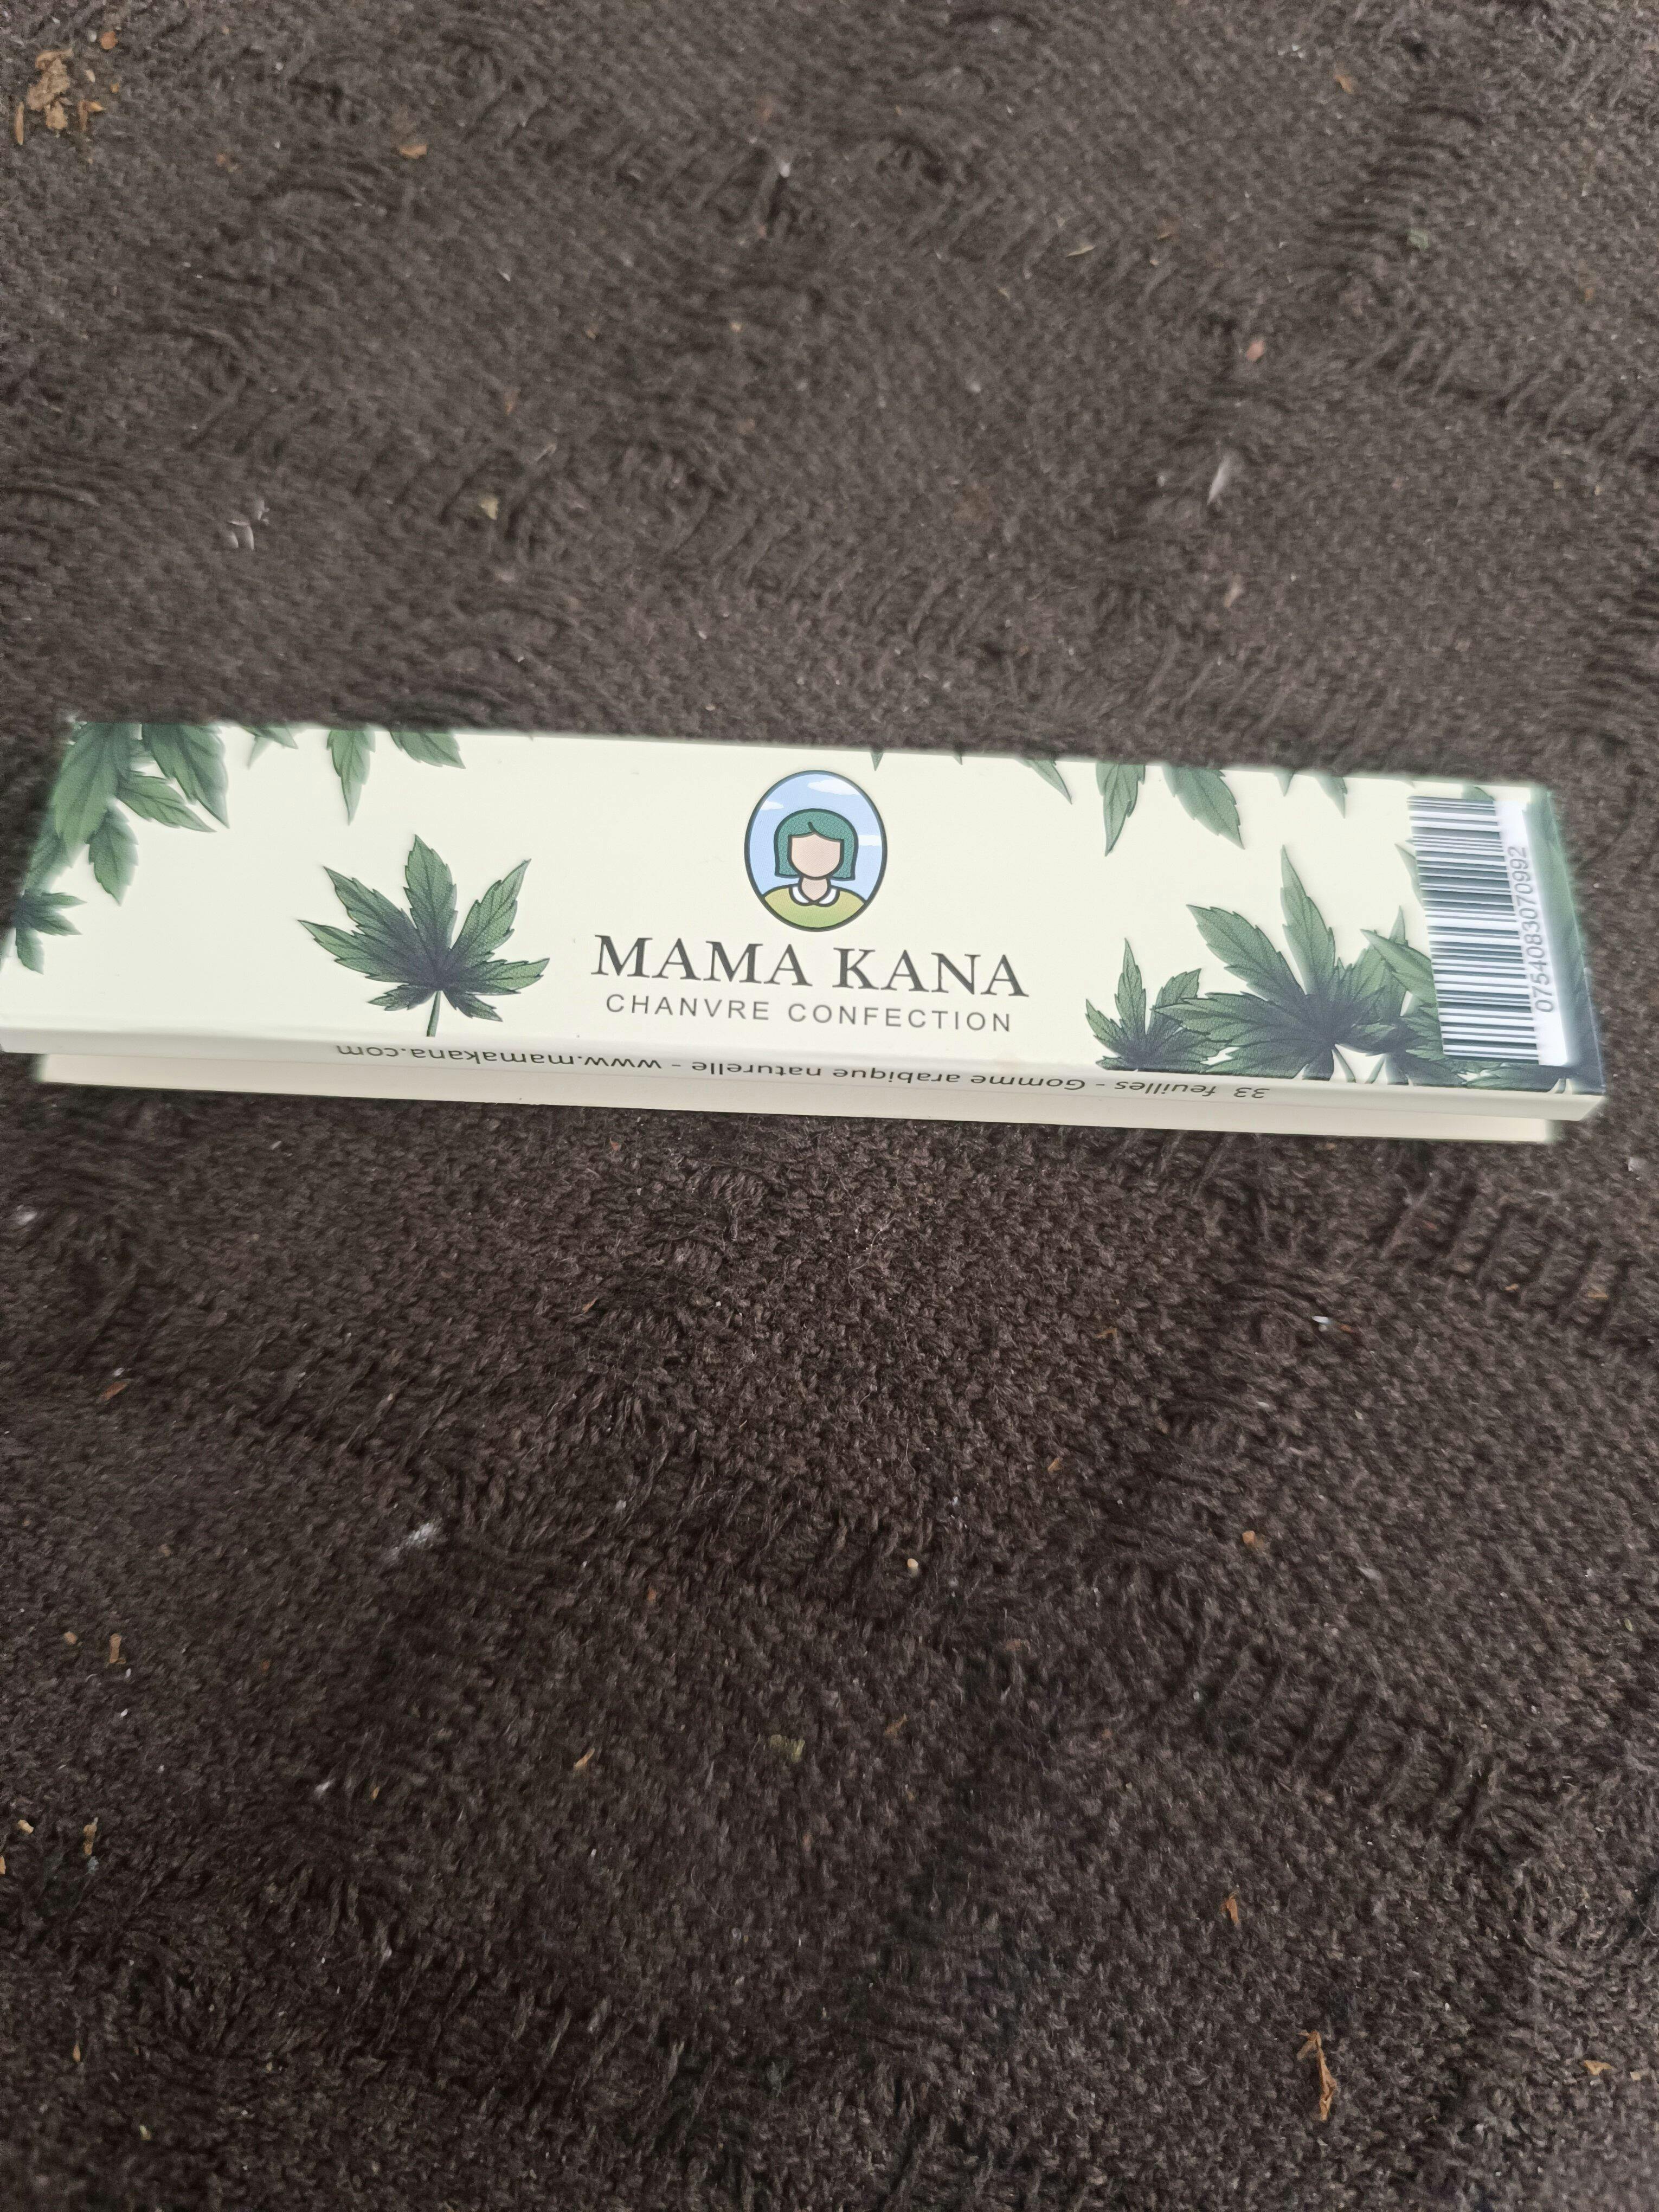 MAMA KANA
CHANVRE CONFECTION
33 feuilles - Gomme arabique naturelle - www.mamakana.com
0754083070992